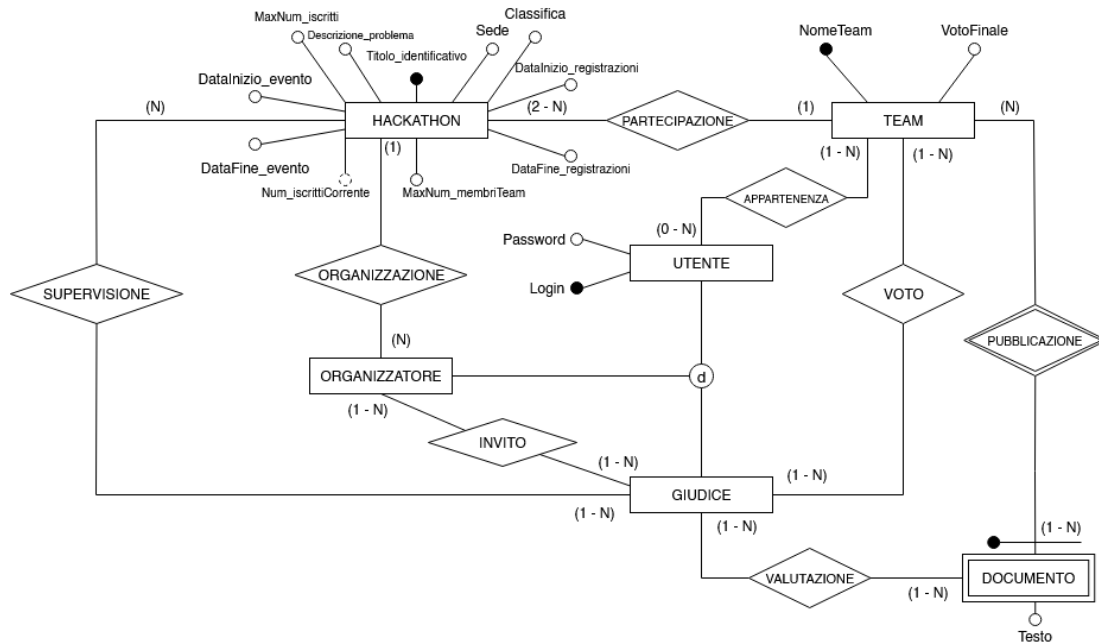 MaxNum_iscritti
Classifica
Descrizione_problema
Sede
NomeTeam
VotoFinale
Titolo_identificativo
DataInizio_evento
DataInizio_registrazioni
(N)
(2 - N)
(1)
(N)
HACKATHON
PARTECIPAZIONE
TEAM
(1)
(1 - N)
(1 - N)
DataFine_evento
DataFine_registrazioni
Num_iscrittiCorrente
MaxNum_membriTeam
APPARTENENZA
(0 - N)
Password
UTENTE
ORGANIZZAZIONE
Login
SUPERVISIONE
VOTO
(N)
PUBBLICAZIONE
ORGANIZZATORE
d
(1 - N)
INVITO
(1 - N)
(1 - N)
GIUDICE
(1 - N)
(1 - N)
(1 - N)
VALUTAZIONE
DOCUMENTO
(1 - N)
Testo